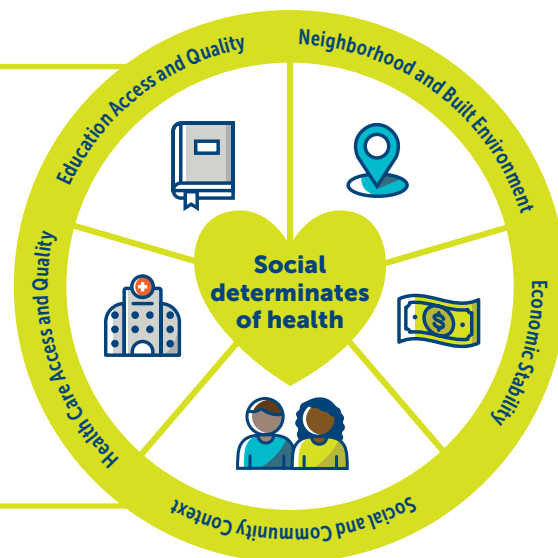 Education Access and Quality
Neighborhood and Built Environment
Economic Stability
Social and Community Context
Health Care Access and Quality
Social
determinates
of health
$